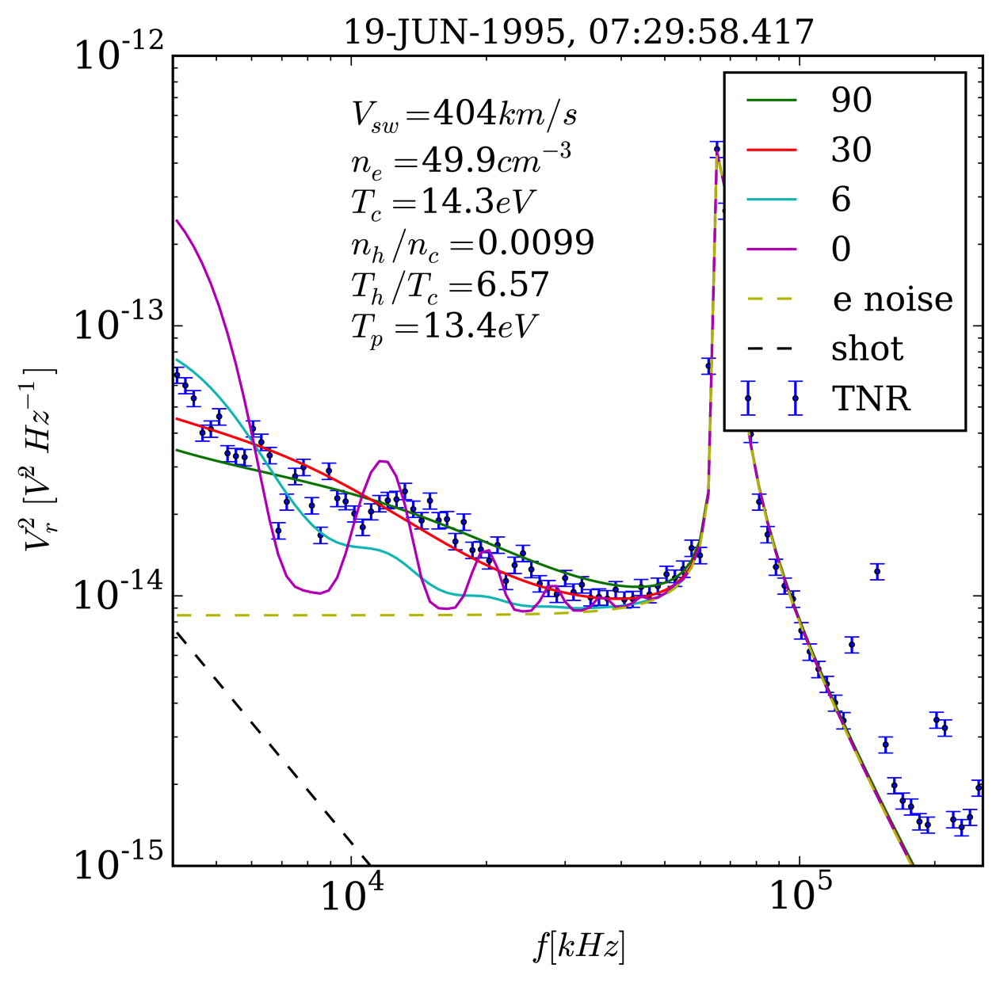 19-JUN-1995, 07:29:58.417
10^-12
10^-13
10^-14
10^-15
V_r^2 [V^2 Hz^-1]
V_sw=404km/s
n_e=49.9cm^-3
T_c=14.3eV
n_h/n_c=0.0099
T_h/T_c=6.57
T_p=13.4eV
90
30
6
0
e noise
shot
TNR
10^4
10^5
f[kHz]